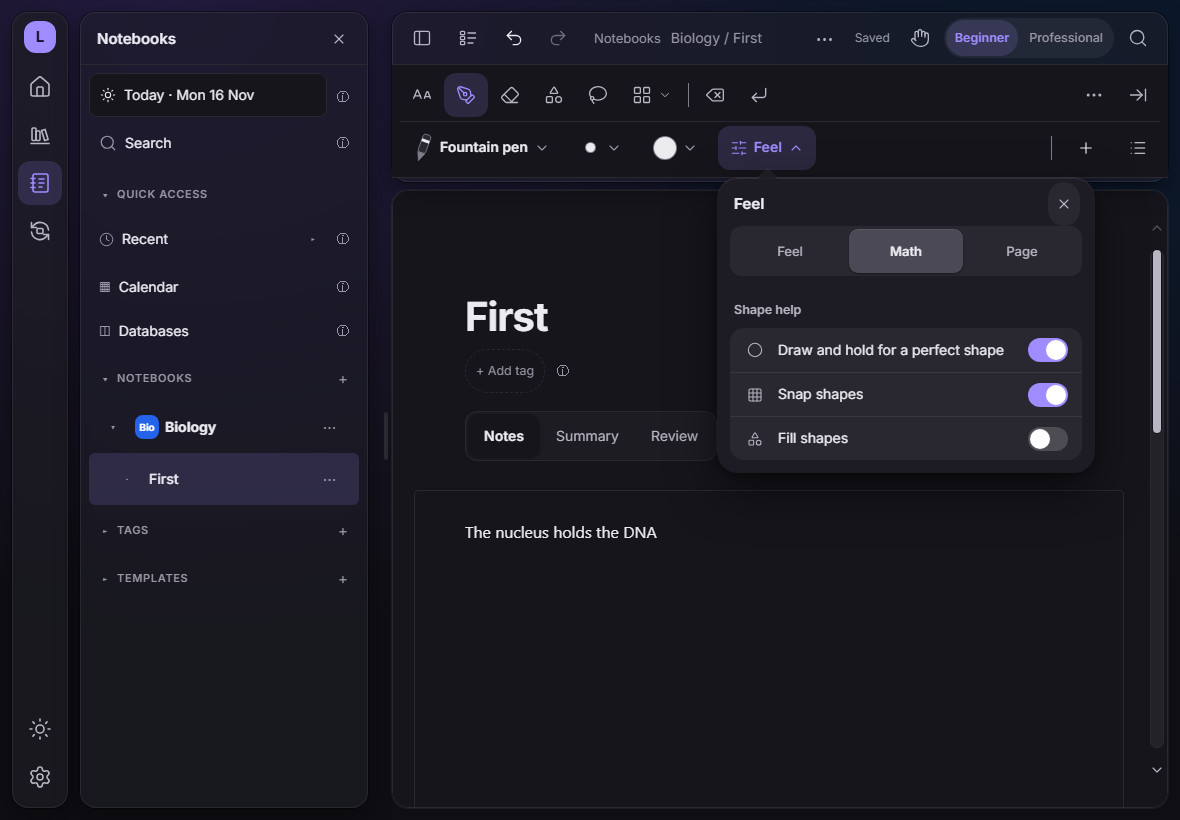 L
Notebooks
Today · Mon 16 Nov
Search
QUICK ACCESS
Recent
Calendar
Databases
NOTEBOOKS
Bio Biology
First
TAGS
TEMPLATES
Notebooks Biology / First
Saved
Beginner Professional
AA
Fountain pen
Feel
Feel
Feel Math Page
Shape help
Draw and hold for a perfect shape
Snap shapes
Fill shapes
First
+ Add tag
Notes Summary Review
The nucleus holds the DNA